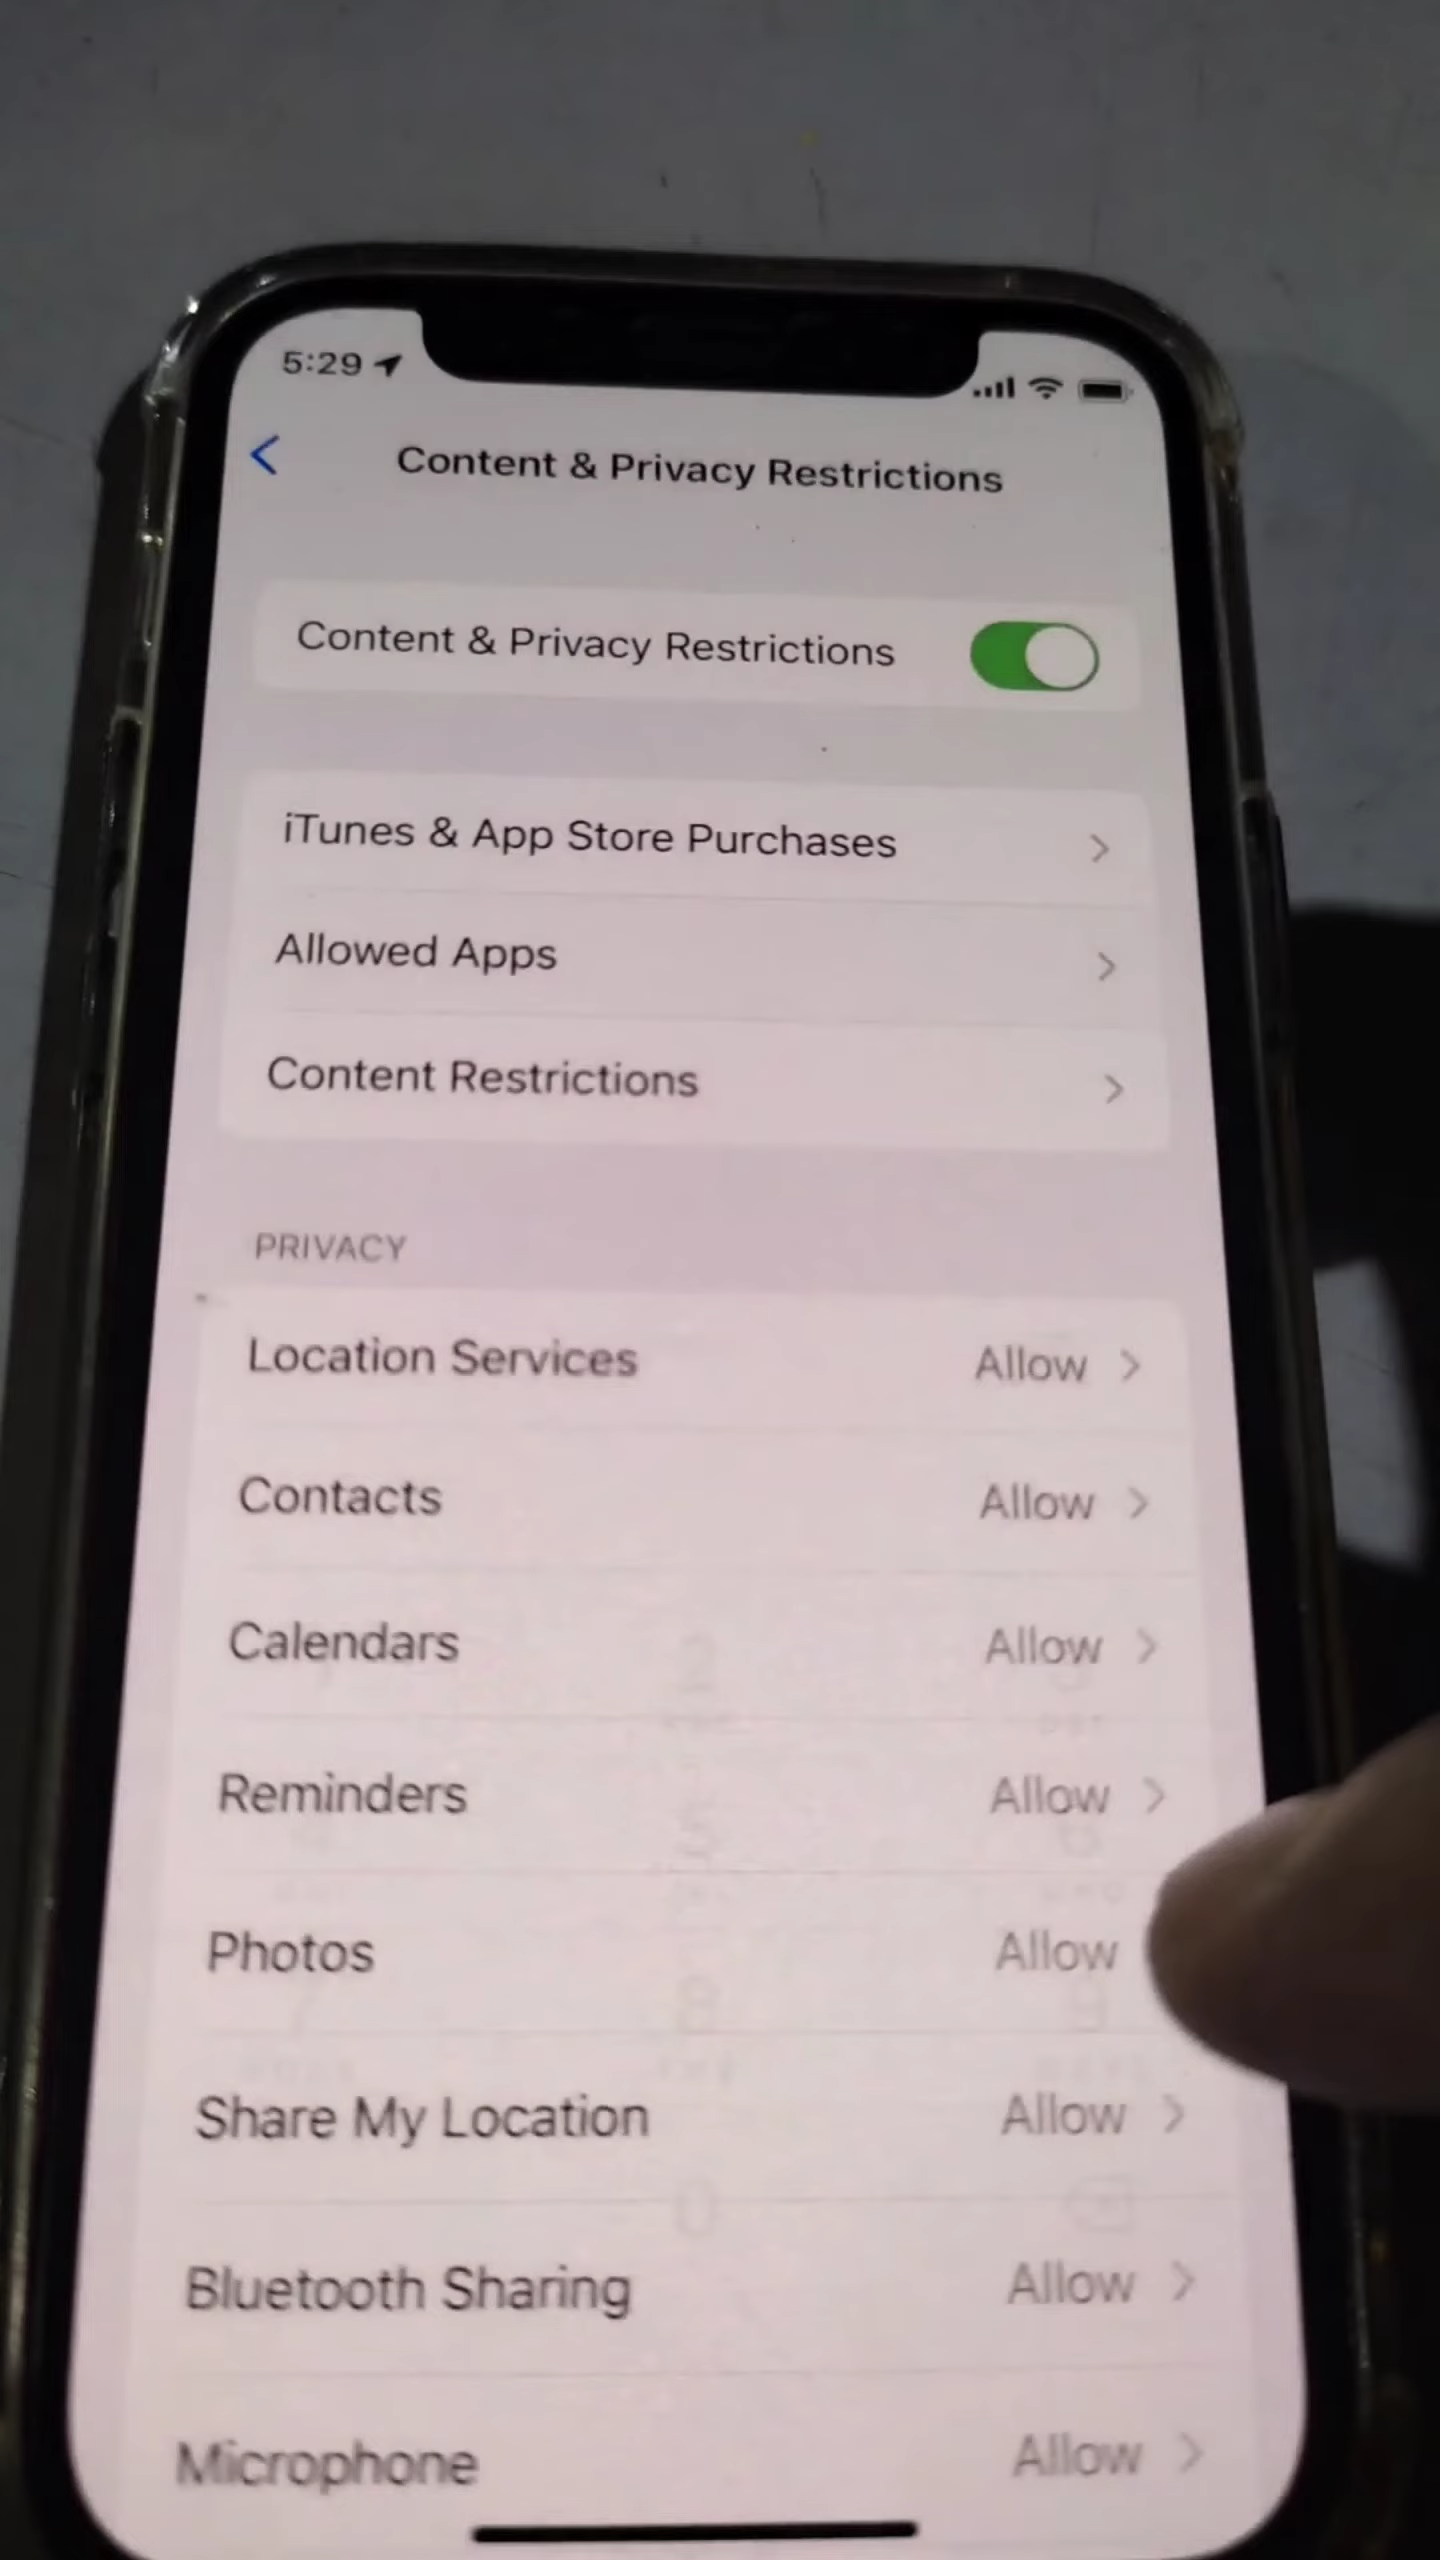 5:29
Content & Privacy Restrictions
Content & Privacy Restrictions
iTunes & App Store Purchases
Allowed Apps
Content Restrictions
PRIVACY
Location Services Allow
Contacts Allow
Calendars Allow
Reminders Allow
Photos Allow
Share My Location Allow
Bluetooth Sharing Allow
Microphone Allow